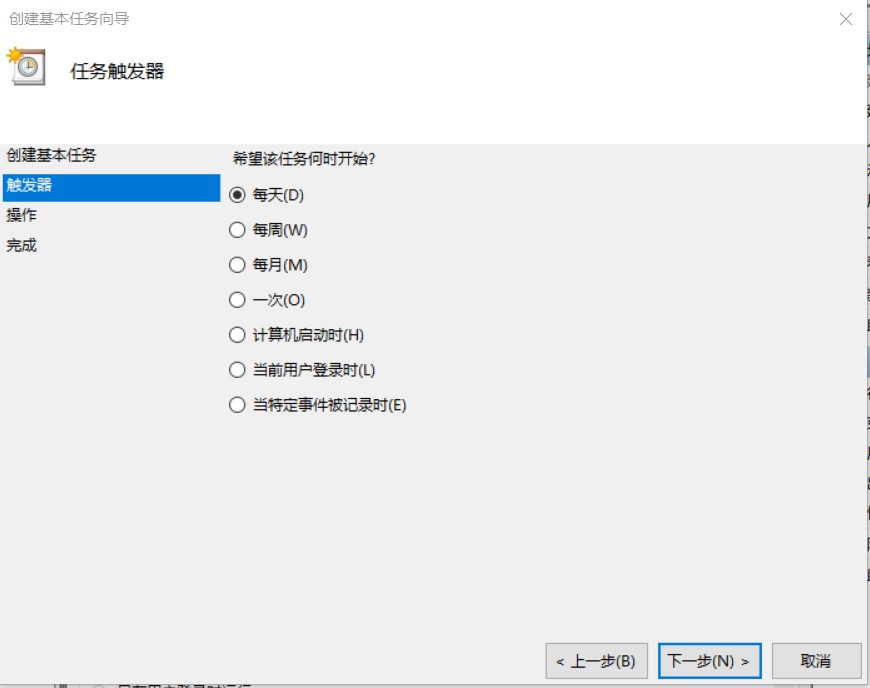 创建基本任务向导
任务触发器
创建基本任务
触发器
操作
完成
希望该任务何时开始?
每天(D)
每周(W)
每月(M)
一次(O)
计算机启动时(H)
当前用户登录时(L)
当特定事件被记录时(E)
< 上一步(B)
下一步(N) >
取消